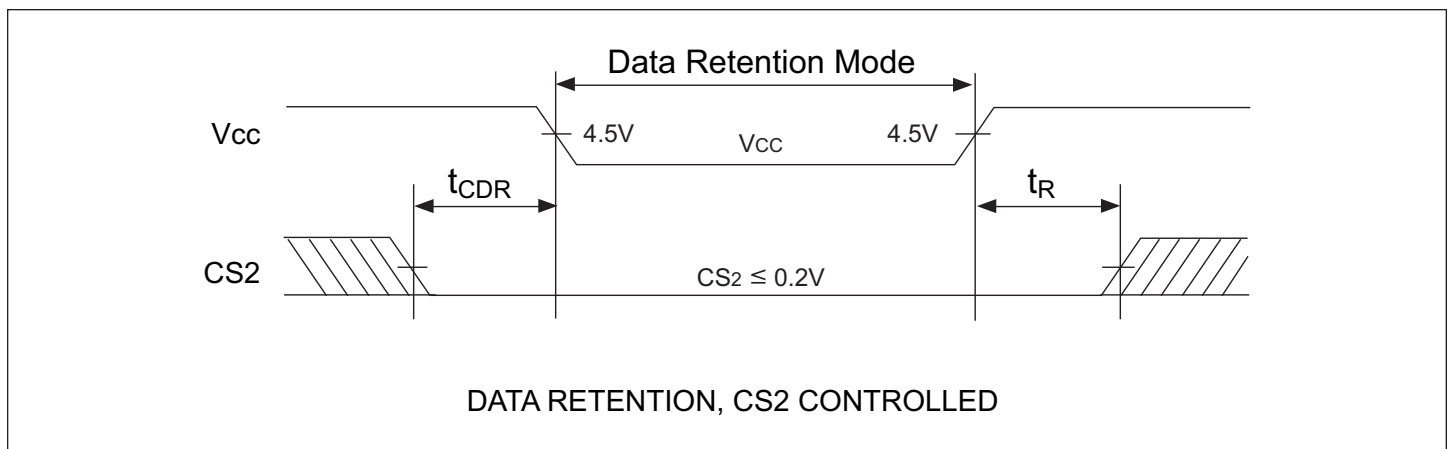 Data Retention Mode
Vcc
4.5V
VCC
4.5V
tCDR
tR
CS2
CS2 ≤ 0.2V
DATA RETENTION, CS2 CONTROLLED